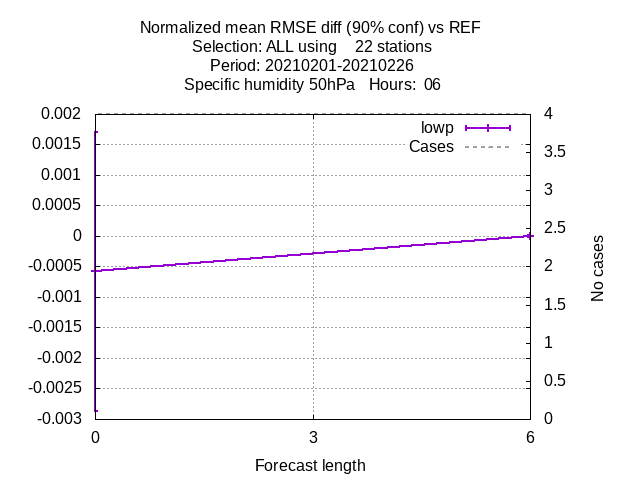 Normalized mean RMSE diff (90% conf) vs REF
Selection: ALL using    22 stations
Period: 20210201-20210226
Specific humidity 50hPa   Hours:  06
0.002
0.0015
0.001
0.0005
0
-0.0005
-0.001
-0.0015
-0.002
-0.0025
-0.003
lowp
Cases
4
3.5
3
2.5
2
1.5
1
0.5
0
No cases
0 3 6
Forecast length